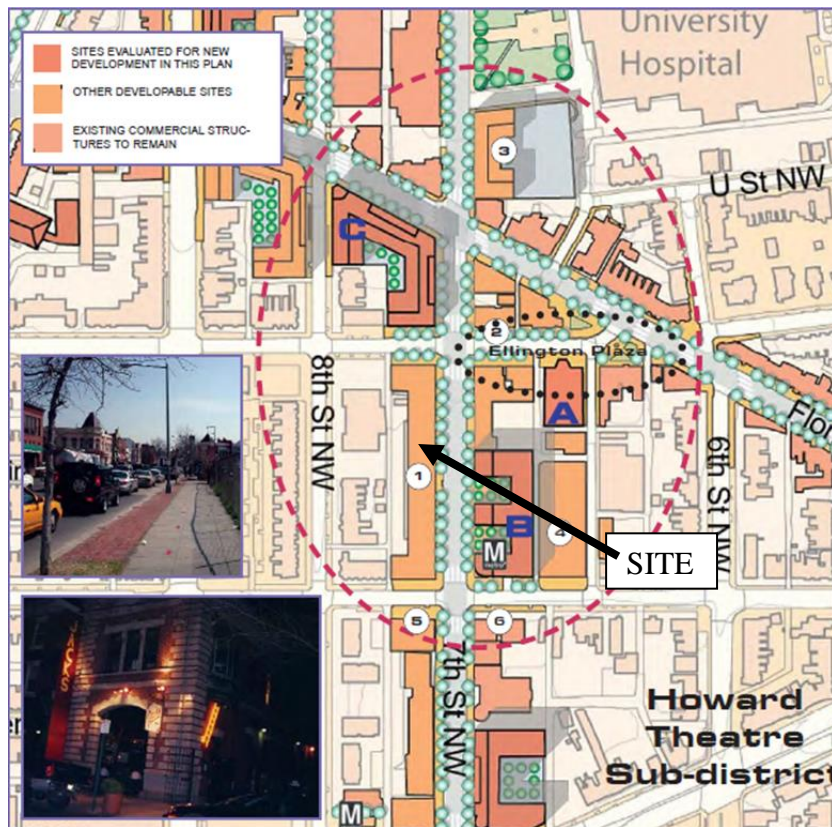 SITES EVALUATED FOR NEW
DEVELOPMENT IN THIS PLAN
OTHER DEVELOPABLE SITES
EXISTING COMMERCIAL STRUC-
TURES TO REMAIN
University
Hospital
3
U St NW
C
2
Ellington Plaza
8th St NW
A
Flor
6th St NW
1
B
4
M
SITE
5
6
7th St NW
JACKS
Howard
Theatre
Sub-district
M